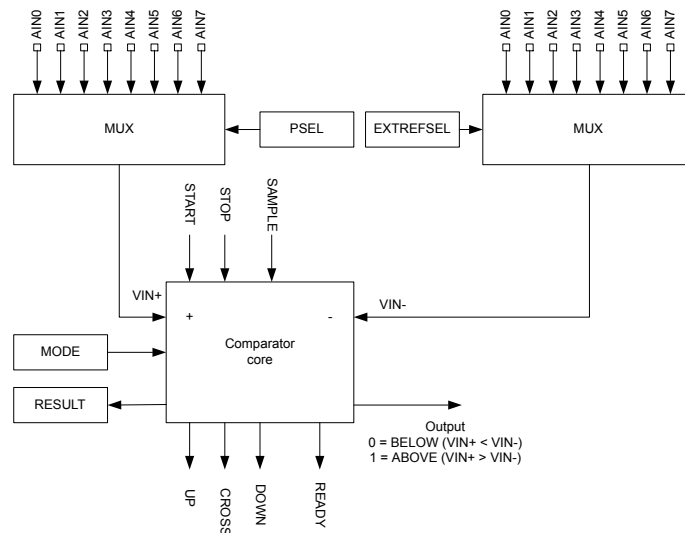 AIN0
AIN1
AIN2
AIN3
AIN4
AIN5
AIN6
AIN7
AIN0
AIN1
AIN2
AIN3
AIN4
AIN5
AIN6
AIN7
MUX
PSEL
EXTREFSEL
MUX
START
STOP
SAMPLE
VIN+
VIN-
+
-
Comparator
core
MODE
RESULT
Output
0 = BELOW (VIN+ < VIN-)
1 = ABOVE (VIN+ > VIN-)
UP
CROSS
DOWN
READY